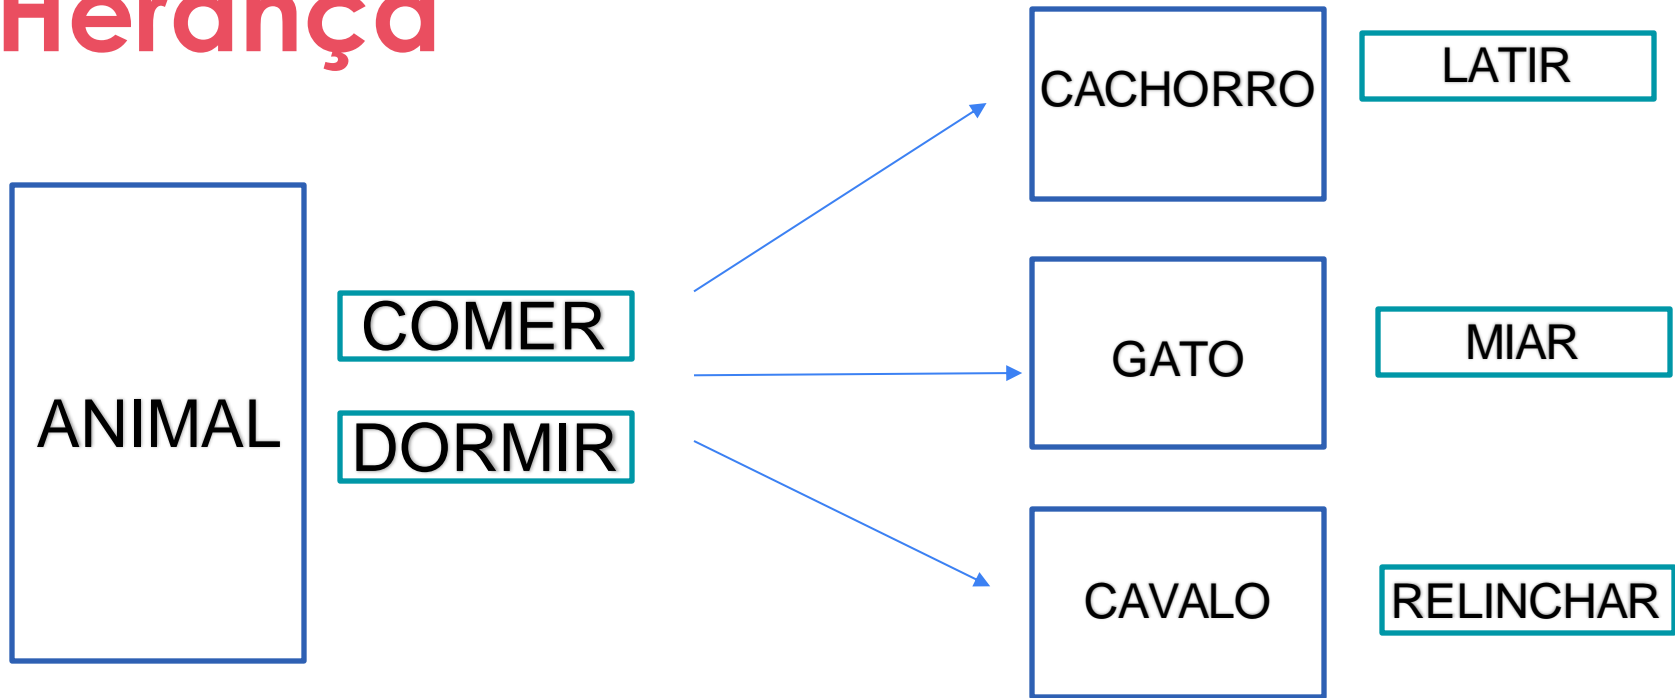 Herança
ANIMAL
COMER
DORMIR
CACHORRO
LATIR
GATO
MIAR
CAVALO
RELINCHAR